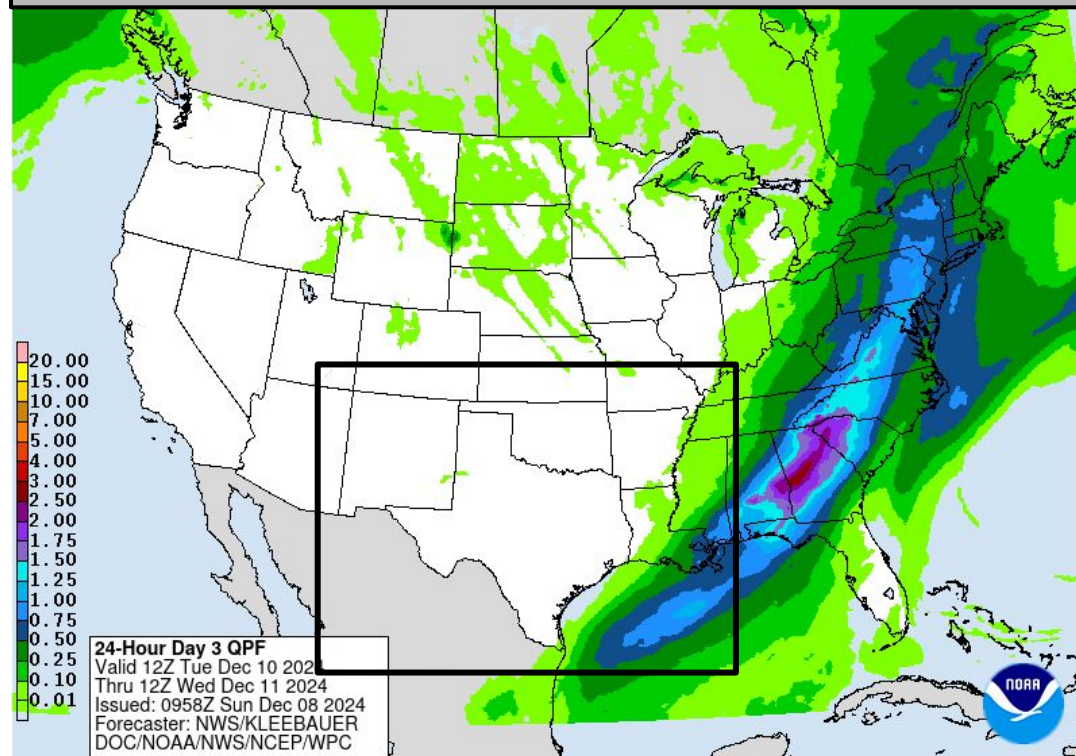 20.00
15.00
10.00
7.00
5.00
4.00
3.00
2.50
2.00
1.75
1.50
1.25
1.00
0.75
0.50
0.25
0.10
0.01
24-Hour Day 3 QPF
Valid 12Z Tue Dec 10 2024
Thru 12Z Wed Dec 11 2024
Issued: 0958Z Sun Dec 08 2024
Forecaster: NWS/KLEEBAUER
DOC/NOAA/NWS/NCEP/WPC
NOAA